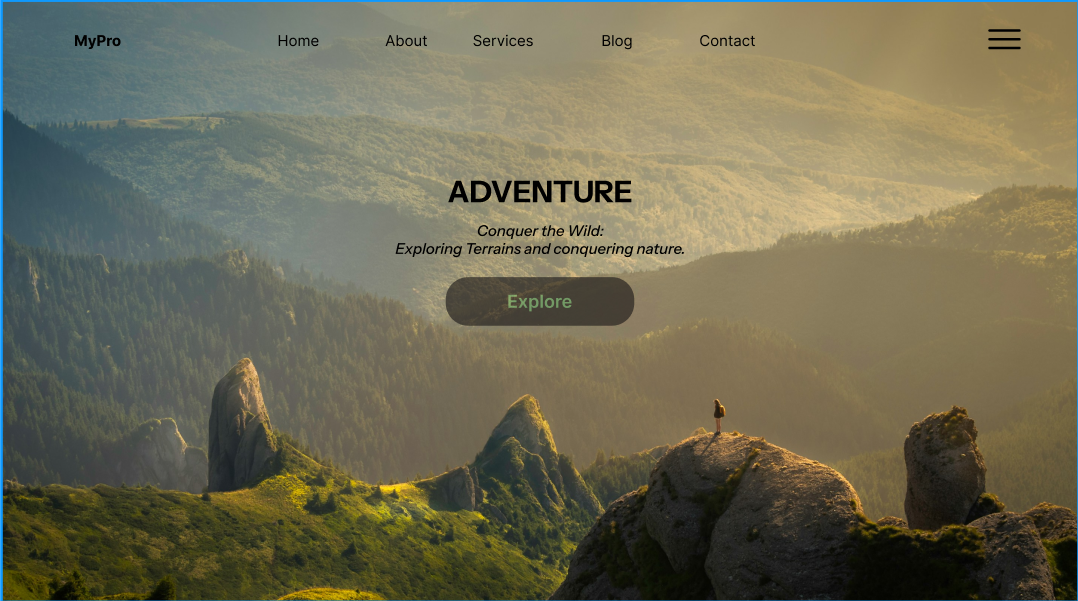 MyPro
Home
About
Services
Blog
Contact
ADVENTURE
Conquer the Wild:
Exploring Terrains and conquering nature.
Explore